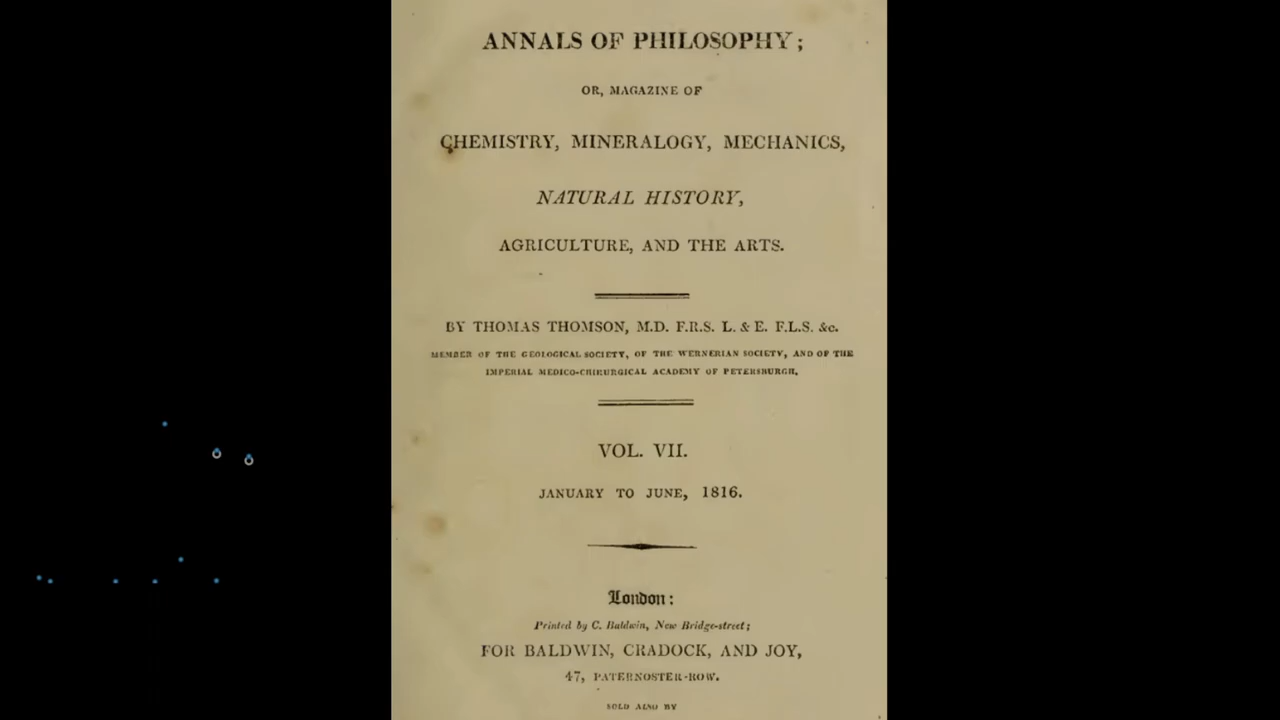 ANNALS OF PHILOSOPHY;
OR, MAGAZINE OF
CHEMISTRY, MINERALOGY, MECHANICS,
NATURAL HISTORY,
AGRICULTURE, AND THE ARTS.
BY THOMAS THOMSON, M.D. F.R.S. L. & E. F.L.S. &c.
MEMBER OF THE GEOLOGICAL SOCIETY, OF THE WERNERIAN SOCIETY, AND OF THE
IMPERIAL MEDICO-CHIRURGICAL ACADEMY OF PETERSBURGH.
VOL. VII.
JANUARY TO JUNE, 1816.
London:
Printed by C. Baldwin, New Bridge-street;
FOR BALDWIN, CRADOCK, AND JOY,
47, PATERNOSTER-ROW.
SOLD ALSO BY